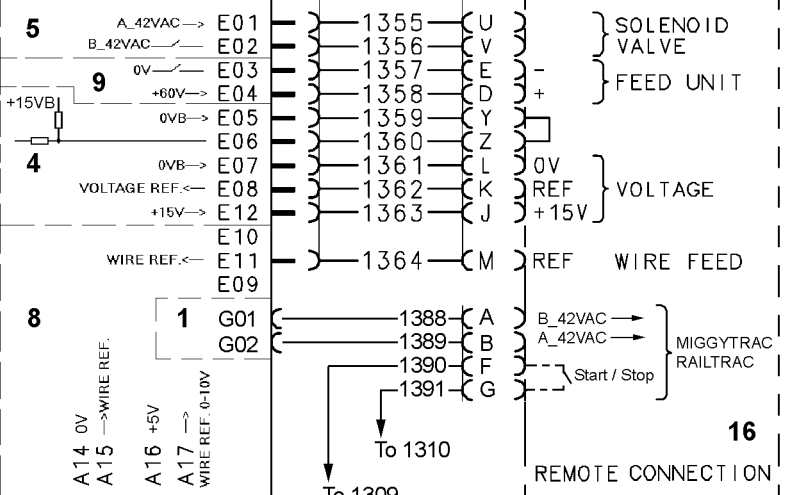 5 A_42VAC E01 1355 U SOLENOID
B_42VAC E02 1356 V VALVE
9 0V E03 1357 E - FEED UNIT
+60V E04 1358 D +
+15VB 0VB E05 1359 Y
E06 1360 Z
4 0VB E07 1361 L 0V
VOLTAGE REF. E08 1362 K REF VOLTAGE
+15V E12 1363 J +15V
E10
WIRE REF. E11 1364 M REF WIRE FEED
E09
8 1 G01 1388 A B_42VAC
G02 1389 B A_42VAC MIGGYTRAC
1390 F RAILTRAC
1391 G Start / Stop
A14 0V
A15 WIRE REF.
A16 +5V
A17
WIRE REF. 0-10V
To 1310
16
To 1309
REMOTE CONNECTION